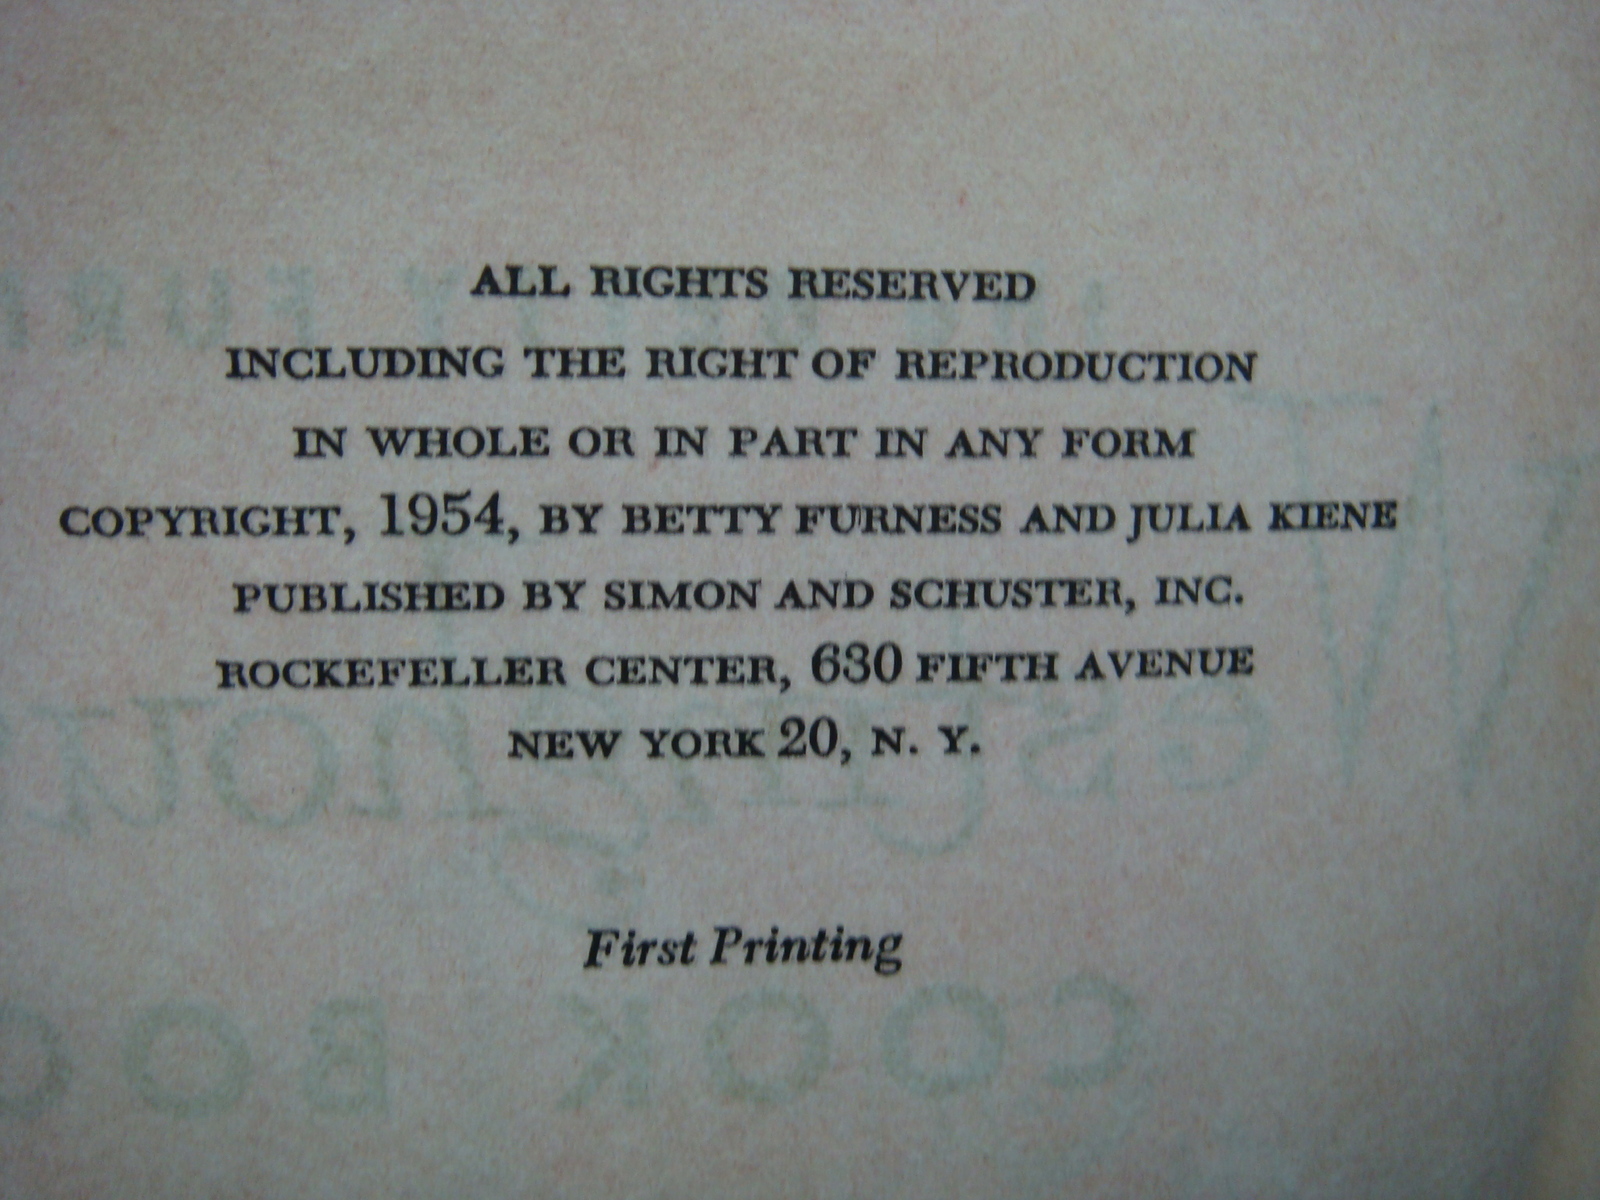 ALL RIGHTS RESERVED
INCLUDING THE RIGHT OF REPRODUCTION
IN WHOLE OR IN PART IN ANY FORM
COPYRIGHT, 1954, BY BETTY FURNESS AND JULIA KIENE
PUBLISHED BY SIMON AND SCHUSTER, INC.
ROCKEFELLER CENTER, 630 FIFTH AVENUE
NEW YORK 20, N. Y.
First Printing